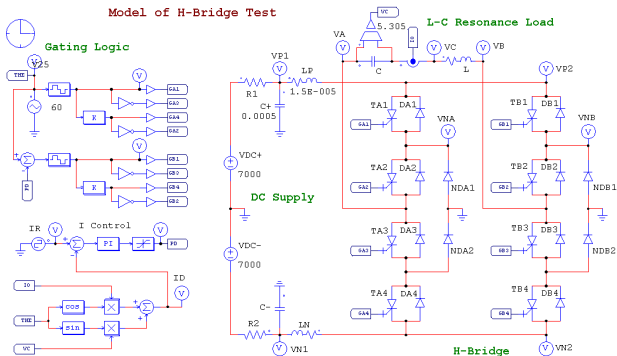 Model of H-Bridge Test
VC
5.305
L-C Resonance Load
Gating Logic
VA
IO
VC
VB
C
L
V25
THE
60
K
GA1
GA3
GA4
GA2
VP1
LP
R1
1.5E-005
C+
0.0005
VP2
TA1
DA1
GA1
VNA
TB1
DB1
GB1
VNB
PD
K
GB1
GB3
GB4
GB2
VDC+
7000
TA2
DA2
GA2
NDA1
TB2
DB2
GB2
NDB1
DC Supply
IR
I Control
PI
PD
VDC-
7000
TA3
DA3
GA3
NDA2
TB3
DB3
GB3
NDB2
IO
THE
VC
cos
sin
ID
C-
R2
LN
VN1
TA4
DA4
GA4
TB4
DB4
GB4
H-Bridge
VN2